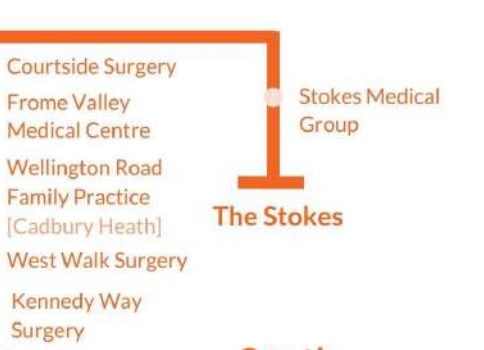 Courtside Surgery
Frome Valley
Medical Centre
Wellington Road
Family Practice
[Cadbury Heath]
West Walk Surgery
Kennedy Way
Surgery
Stokes Medical
Group
The Stokes